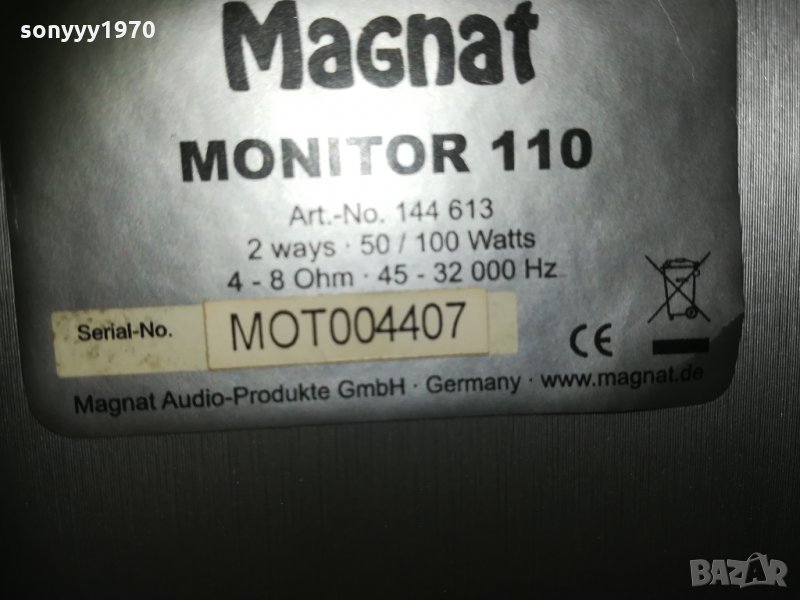 sonyyy1970
Magnat
MONITOR 110
Art.-No. 144 613
2 ways · 50 / 100 Watts
4 - 8 Ohm · 45 - 32 000 Hz
Serial-No. MOT004407
CE
Magnat Audio-Produkte GmbH · Germany · www.magnat.de
BAZAR